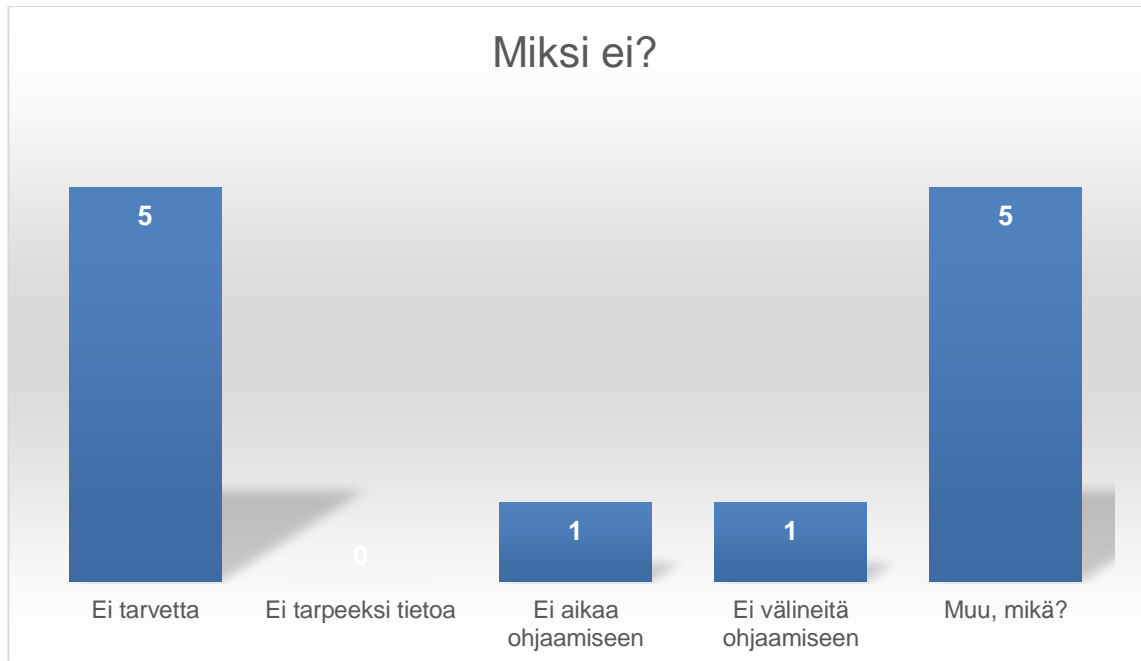 Miksi ei?
5
0
1
1
5
Ei tarvetta
Ei tarpeeksi tietoa
Ei aikaa
ohjaamiseen
Ei välineitä
ohjaamiseen
Muu, mikä?